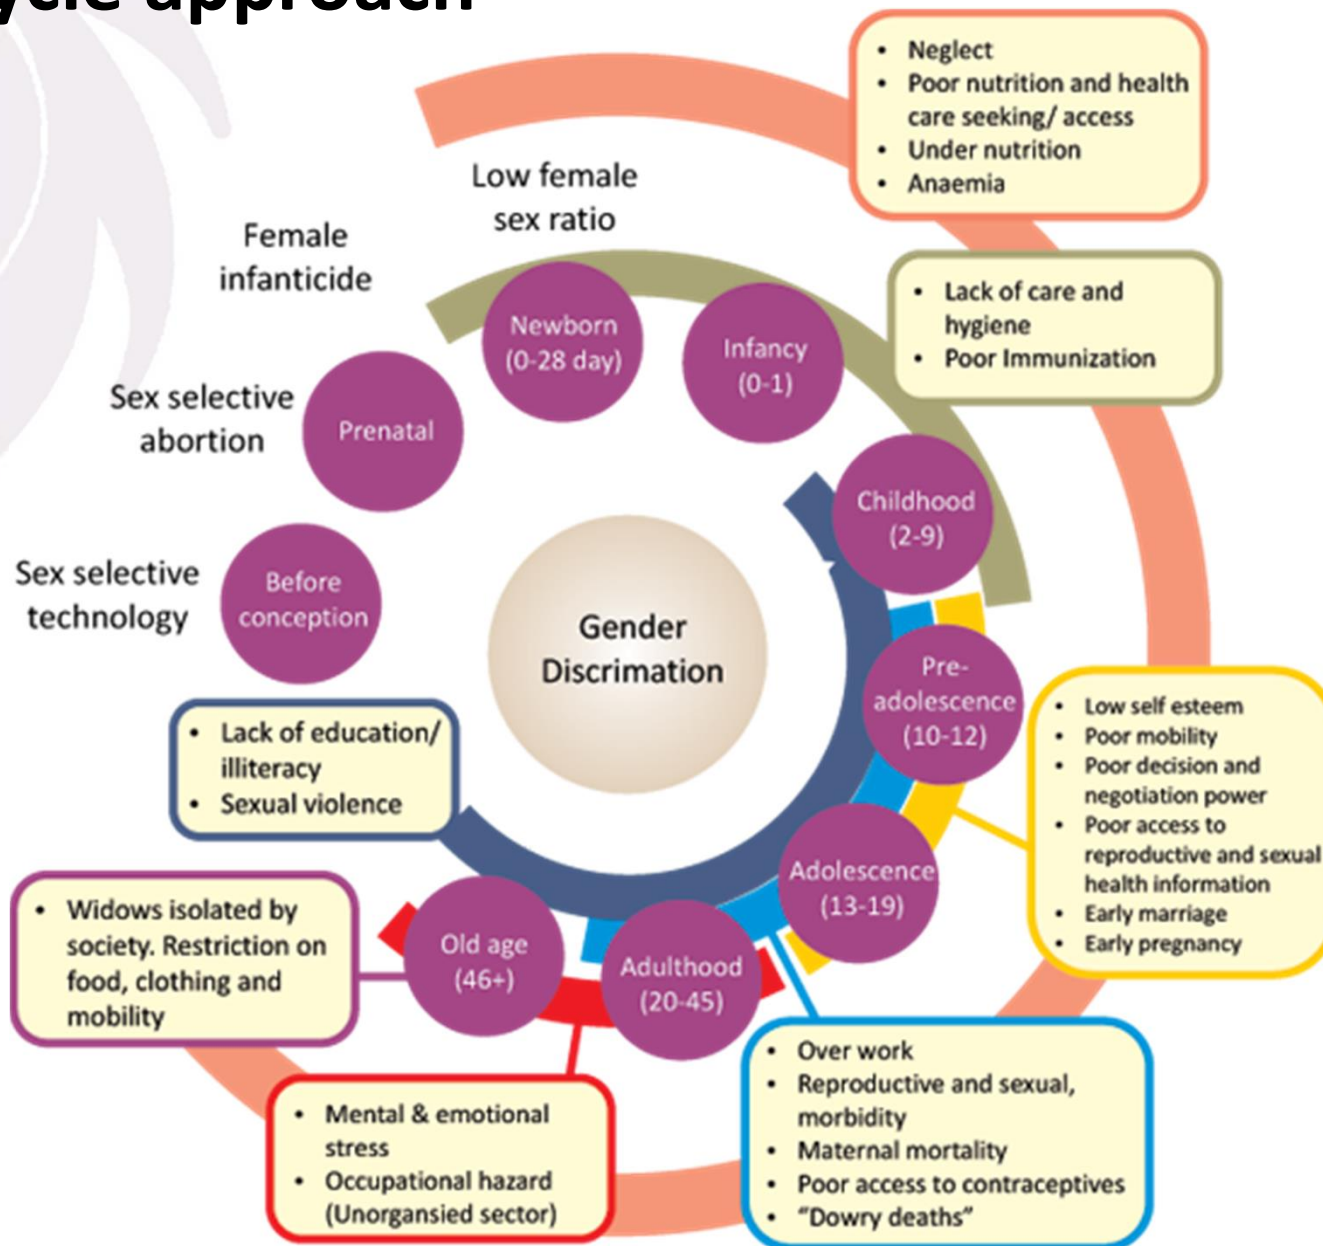 ycle approach
Low female
sex ratio
Female
infanticide
Sex selective
abortion
Sex selective
technology
Newborn
(0-28 day)
Infancy
(0-1)
Prenatal
Childhood
(2-9)
Before
conception
Gender
Discrimation
Pre-
adolescence
(10-12)
Adolescence
(13-19)
Adulthood
(20-45)
Old age
(46+)
• Neglect
• Poor nutrition and health
care seeking/ access
• Under nutrition
• Anaemia
• Lack of care and
hygiene
• Poor Immunization
• Low self esteem
• Poor mobility
• Poor decision and
negotiation power
• Poor access to
reproductive and sexual
health information
• Early marriage
• Early pregnancy
• Lack of education/
illiteracy
• Sexual violence
• Widows isolated by
society. Restriction on
food, clothing and
mobility
• Mental & emotional
stress
• Occupational hazard
(Unorgansied sector)
• Over work
• Reproductive and sexual,
morbidity
• Maternal mortality
• Poor access to contraceptives
• “Dowry deaths”